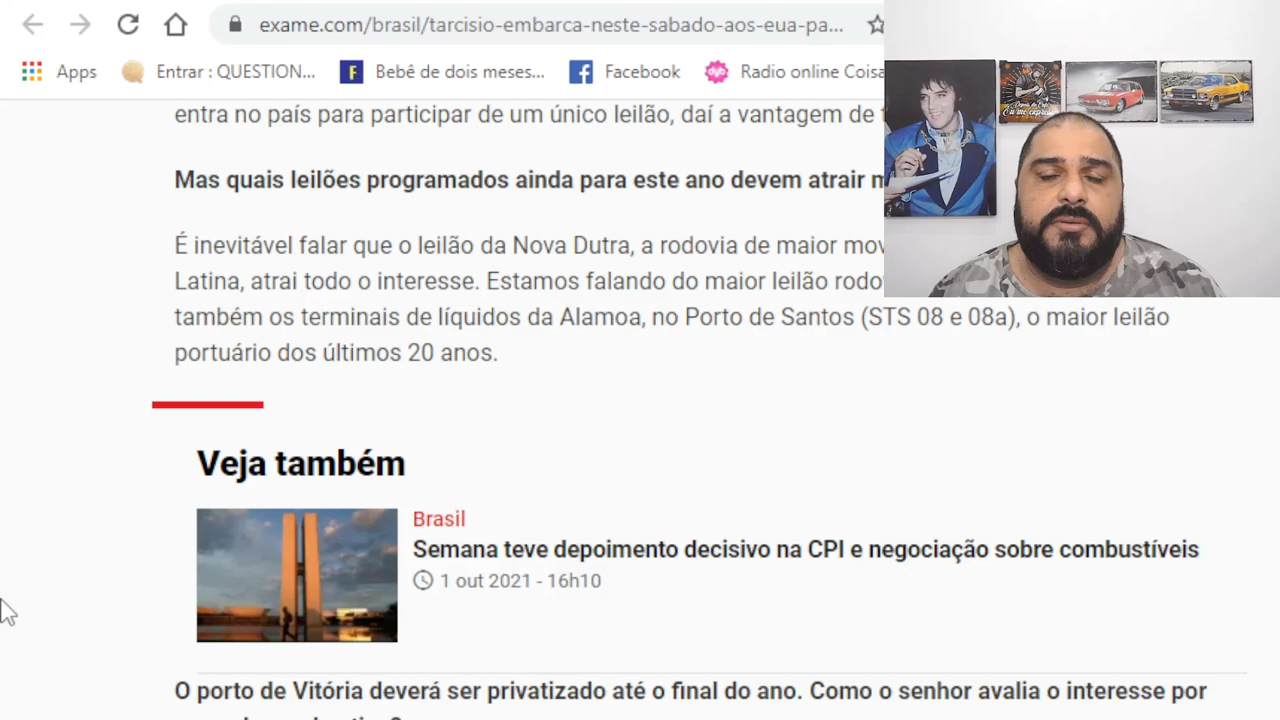 exame.com/brasil/tarcisio-embarca-neste-sabado-aos-eua-pa...
Apps Entrar : QUESTION... Bebê de dois meses... Facebook Radio online Coisa
entra no país para participar de um único leilão, daí a vantagem de
Mas quais leilões programados ainda para este ano devem atrair
É inevitável falar que o leilão da Nova Dutra, a rodovia de maior
Latina, atrai todo o interesse. Estamos falando do maior leilão
também os terminais de líquidos da Alamoa, no Porto de Santos (STS 08 e 08a), o maior leilão
portuário dos últimos 20 anos.
Veja também
Brasil
Semana teve depoimento decisivo na CPI e negociação sobre combustíveis
1 out 2021 - 16h10
O porto de Vitória deverá ser privatizado até o final do ano. Como o senhor avalia o interesse por